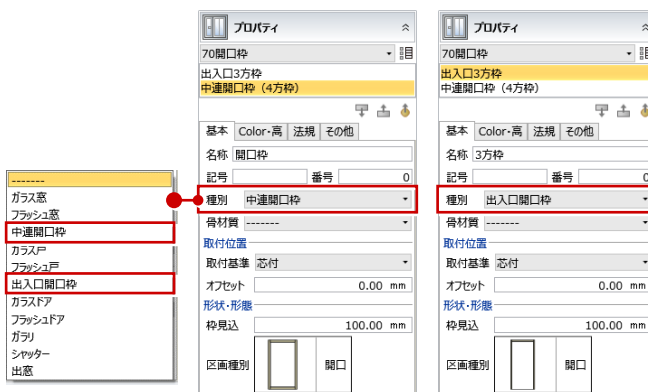 -------
ガラス窓
フラッシュ窓
中連開口枠
ガラス戸
フラッシュ戸
出入口開口枠
ガラスドア
フラッシュドア
ガラリ
シャッター
出窓
プロパティ
70開口枠
出入口3方枠
中連開口枠（4方枠）
基本 Color・高 法規 その他
名称 開口枠
記号 番号 0
種別 中連開口枠
骨材質 -------
取付位置
取付基準 芯付
オフセット 0.00 mm
形状・形態
枠見込 100.00 mm
区画種別 開口
プロパティ
70開口枠
出入口3方枠
中連開口枠（4方枠）
基本 Color・高 法規 その他
名称 3方枠
記号 番号 0
種別 出入口開口枠
骨材質 -------
取付位置
取付基準 芯付
オフセット 0.00 mm
形状・形態
枠見込 100.00 mm
区画種別 開口